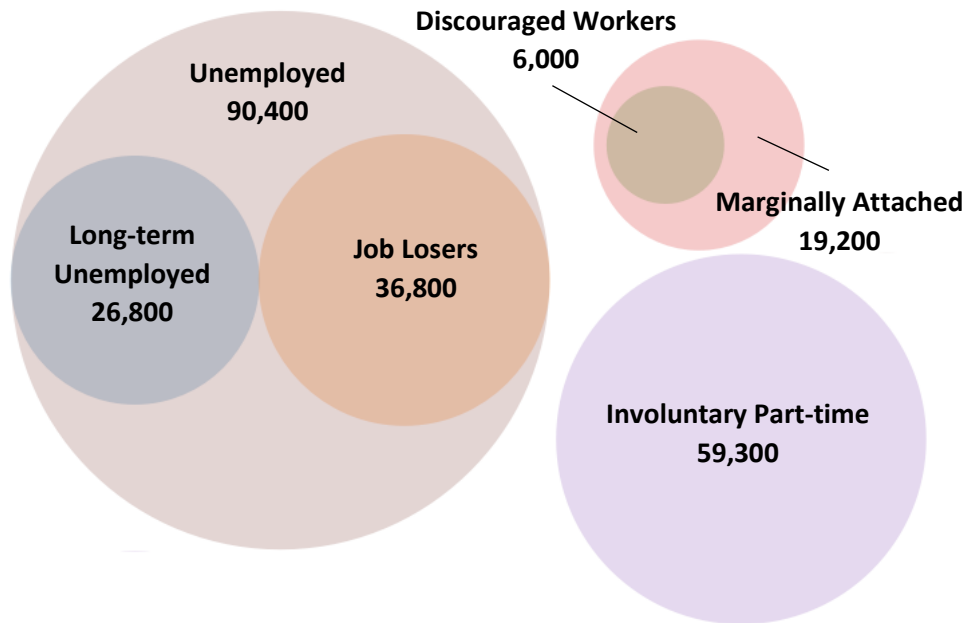 Discouraged Workers
6,000
Unemployed
90,400
Marginally Attached
19,200
Long-term
Unemployed
26,800
Job Losers
36,800
Involuntary Part-time
59,300